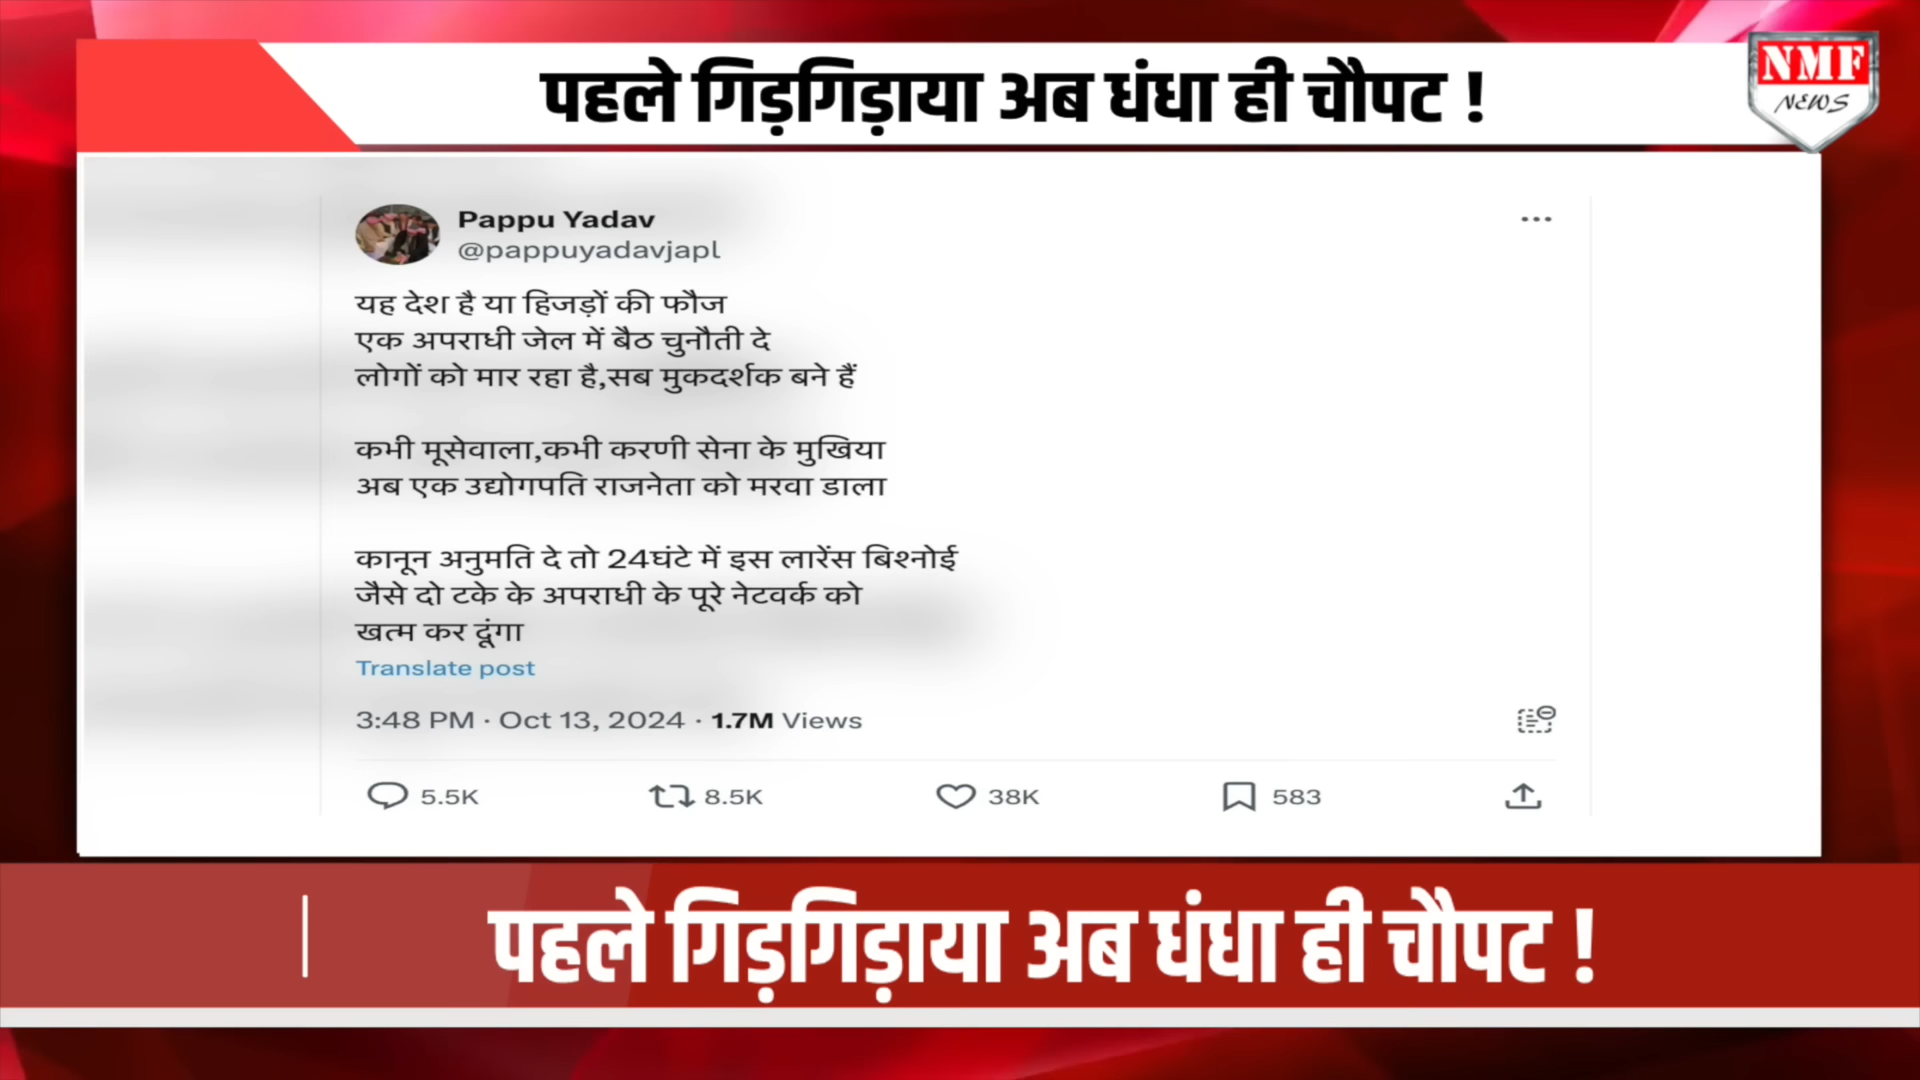 पहले गिड़गिड़ाया अब धंधा ही चौपट !
NMF
NEWS
Pappu Yadav
@pappuyadavjapl
यह देश है या हिजड़ों की फौज
एक अपराधी जेल में बैठ चुनौती दे
लोगों को मार रहा है,सब मुकदर्शक बने हैं
कभी मूसेवाला,कभी करणी सेना के मुखिया
अब एक उद्योगपति राजनेता को मरवा डाला
कानून अनुमति दे तो 24घंटे में इस लारेंस बिश्नोई
जैसे दो टके के अपराधी के पूरे नेटवर्क को
खत्म कर दूंगा
Translate post
3:48 PM · Oct 13, 2024 · 1.7M Views
5.5K 8.5K 38K 583
पहले गिड़गिड़ाया अब धंधा ही चौपट !